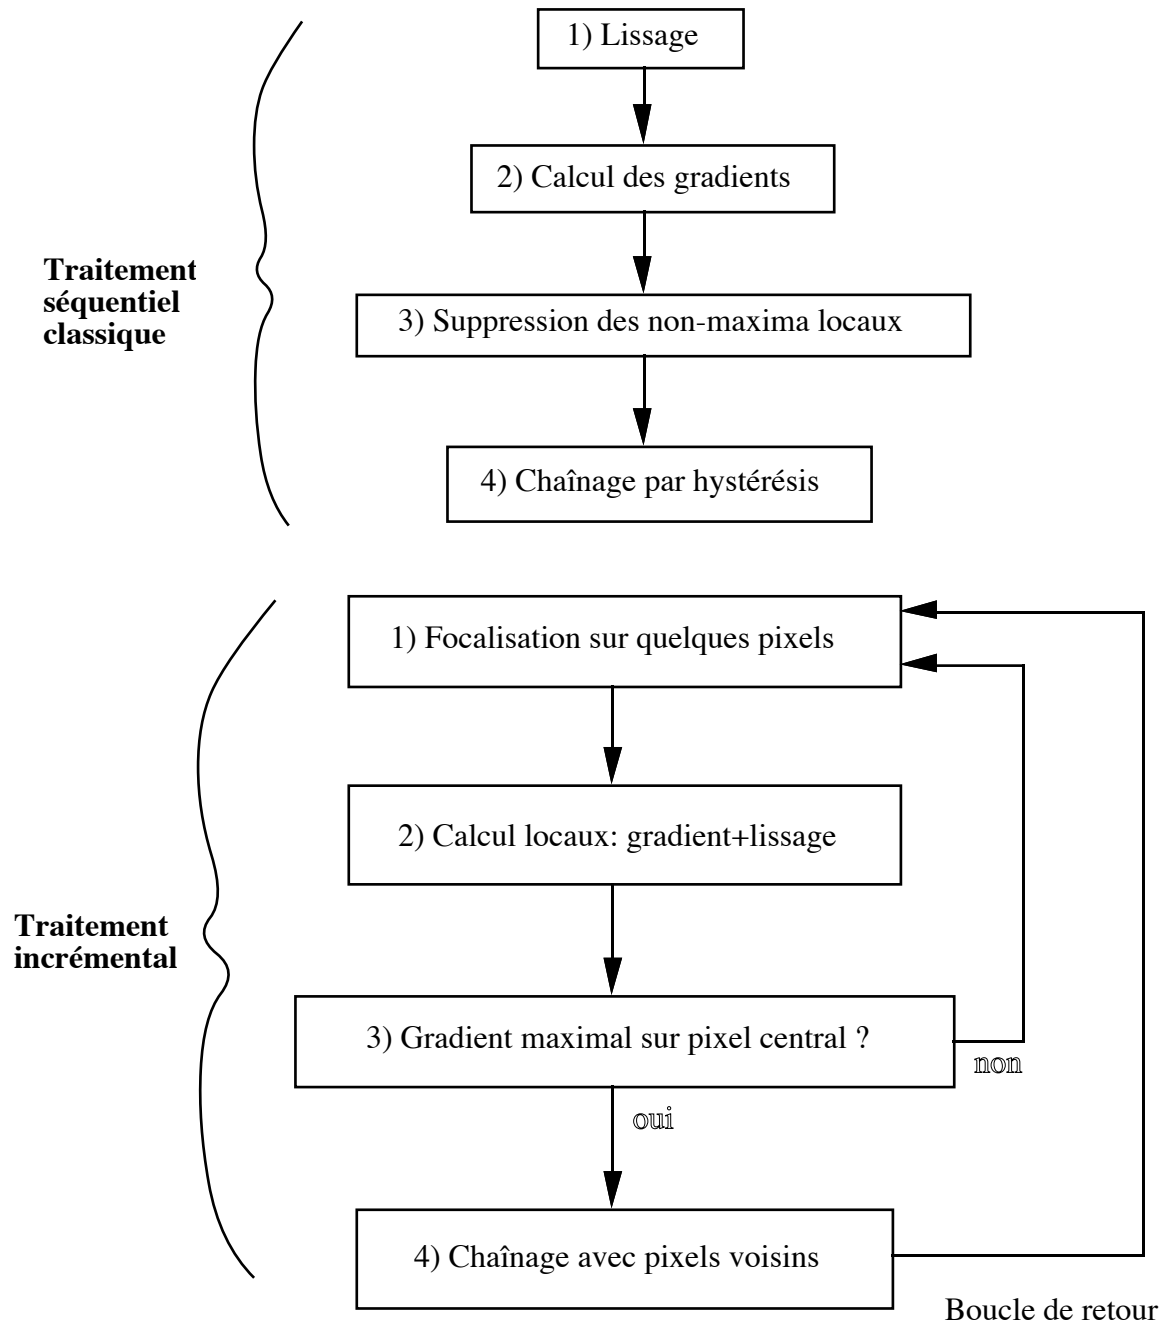 1) Lissage
2) Calcul des gradients
Traitement
séquentiel
classique
3) Suppression des non-maxima locaux
4) Chaînage par hystérésis
1) Focalisation sur quelques pixels
2) Calcul locaux: gradient+lissage
Traitement
incrémental
3) Gradient maximal sur pixel central ?
non
oui
4) Chaînage avec pixels voisins
Boucle de retour